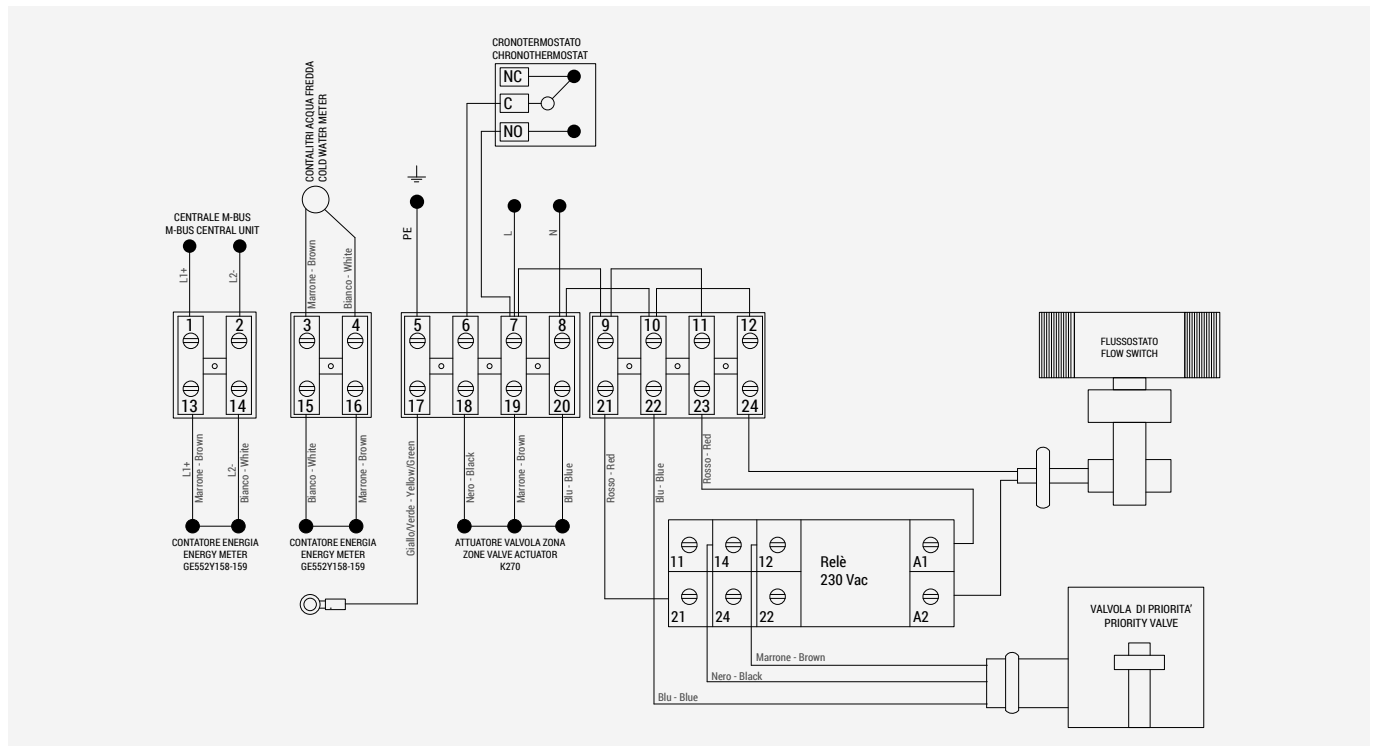 CRONOTERMOSTATO
CHRONOTHERMOSTAT
NC
C
NO
CONTALITRI ACQUA FREDDA
COLD WATER METER
CENTRALE M-BUS
M-BUS CENTRAL UNIT
L1+
L2-
Marrone - Brown
Bianco - White
PE
L
N
1
2
3
4
5
6
7
8
9
10
11
12
13
14
15
16
17
18
19
20
21
22
23
24
FLUSSOSTATO
FLOW SWITCH
L1+
Marrone - Brown
L2-
Bianco - White
Bianco - White
Marrone - Brown
Giallo/Verde - Yellow/Green
Nero - Black
Marrone - Brown
Blu - Blue
Rosso - Red
Blu - Blue
Rosso - Red
CONTATORE ENERGIA
ENERGY METER
GE552Y158-159
CONTATORE ENERGIA
ENERGY METER
GE552Y158-159
ATTUATORE VALVOLA ZONA
ZONE VALVE ACTUATOR
K270
11
14
12
Relè
230 Vac
A1
21
24
22
A2
VALVOLA DI PRIORITA'
PRIORITY VALVE
Marrone - Brown
Nero - Black
Blu - Blue